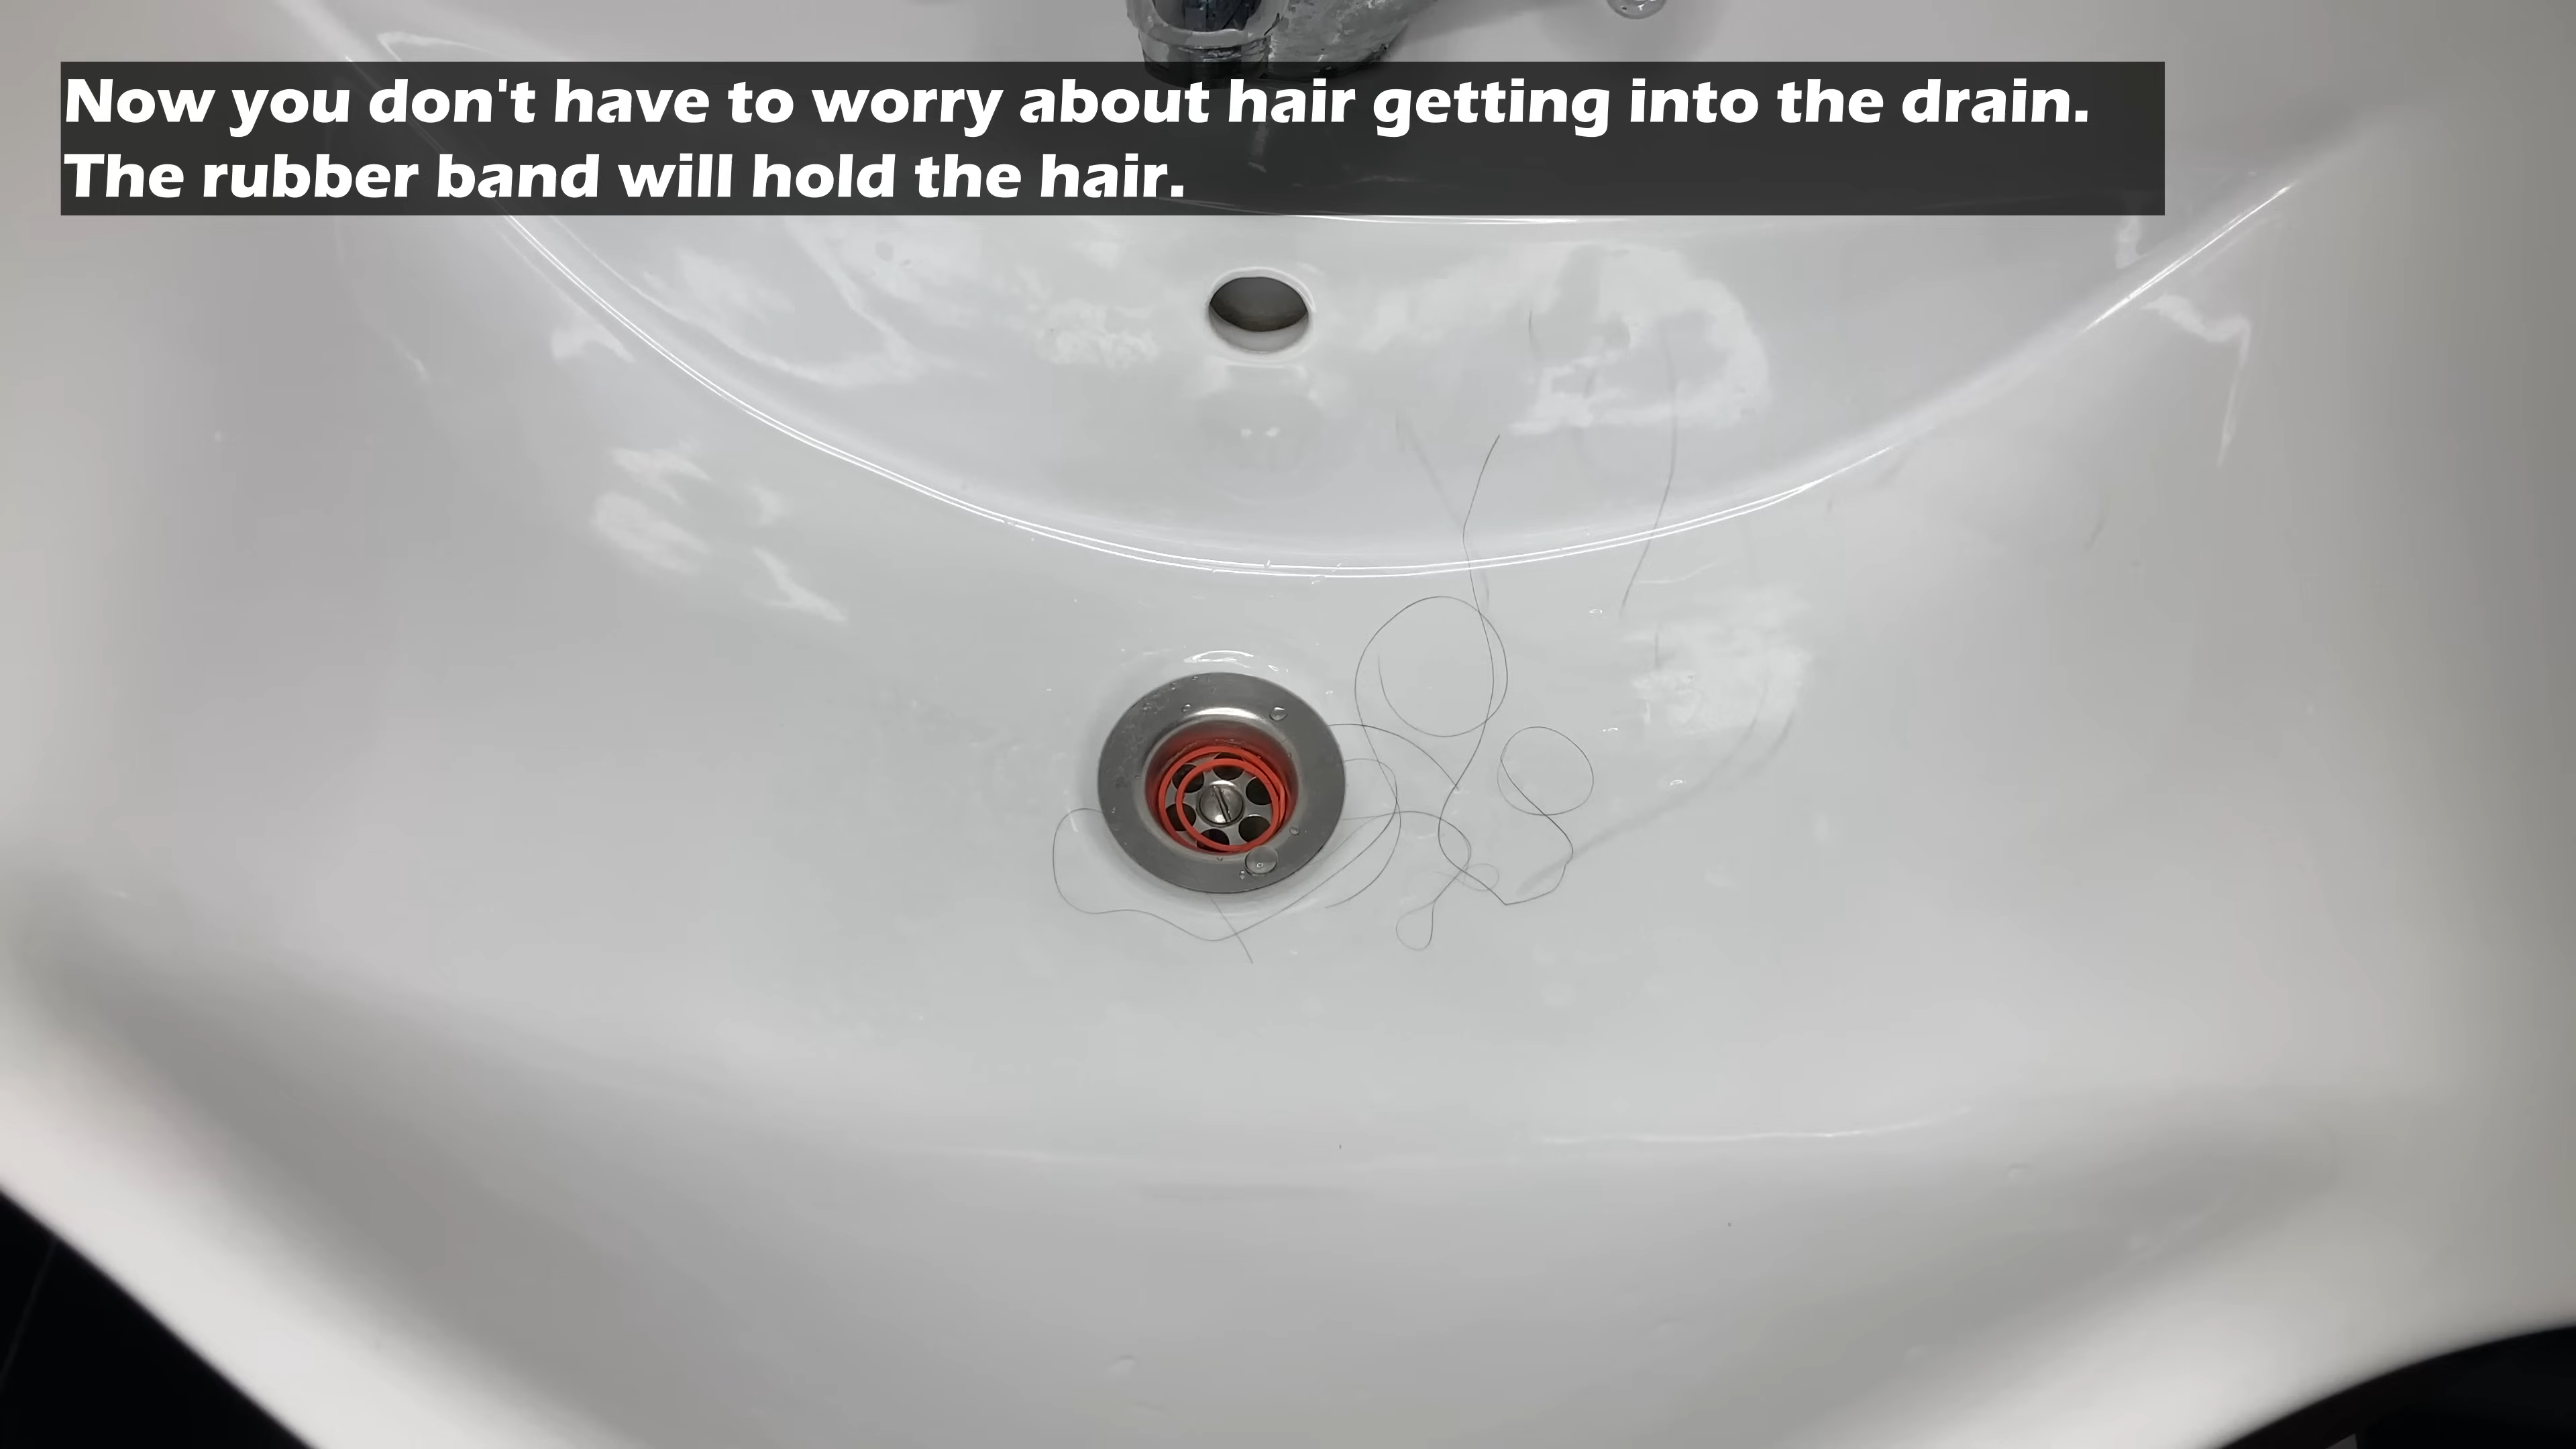 Now you don't have to worry about hair getting into the drain.
The rubber band will hold the hair.